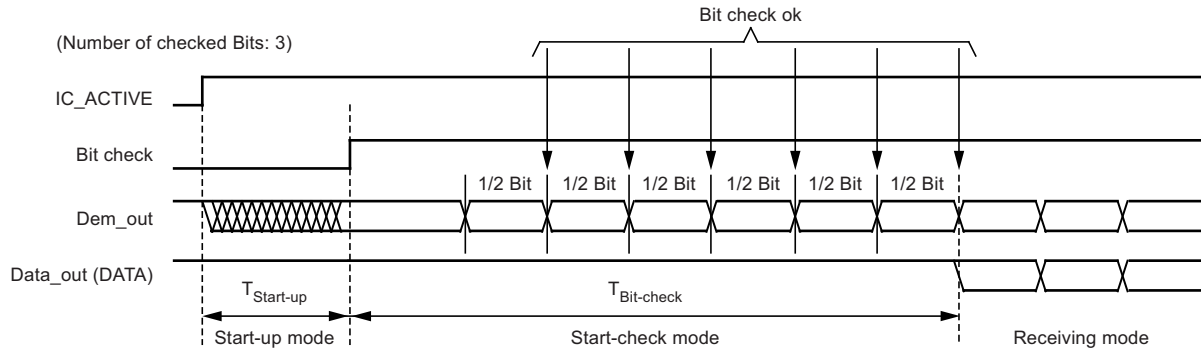 Bit check ok
(Number of checked Bits: 3)
IC_ACTIVE
Bit check
1/2 Bit 1/2 Bit 1/2 Bit 1/2 Bit 1/2 Bit 1/2 Bit
Dem_out
Data_out (DATA)
TStart-up TBit-check
Start-up mode Start-check mode Receiving mode